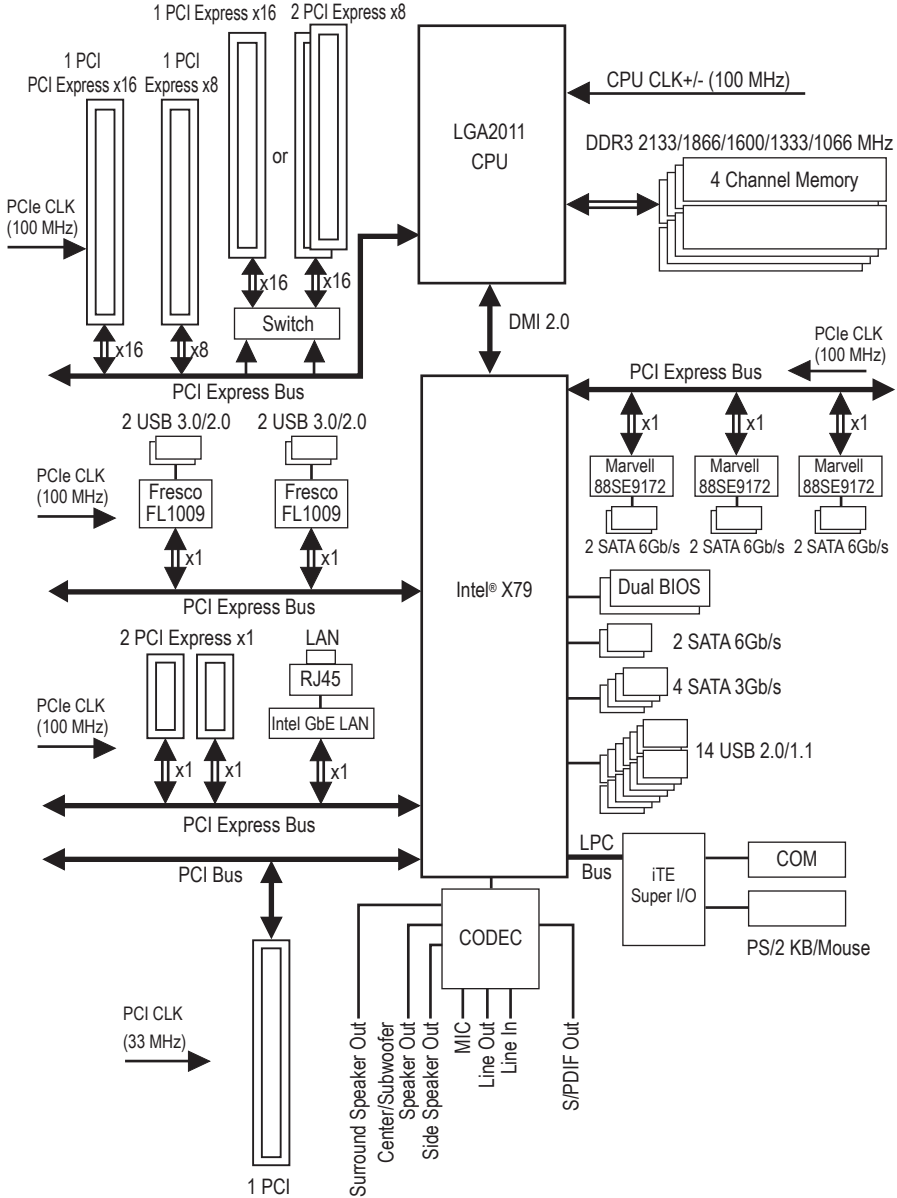 1 PCI Express x16
2 PCI Express x8
1 PCI
PCI Express x16
1 PCI
Express x8
or
PCIe CLK
(100 MHz)
x16
x16
Switch
x16
x8
PCI Express Bus
LGA2011
CPU
CPU CLK+/- (100 MHz)
DDR3 2133/1866/1600/1333/1066 MHz
4 Channel Memory
DMI 2.0
PCIe CLK
(100 MHz)
PCI Express Bus
x1
x1
x1
Marvell
88SE9172
Marvell
88SE9172
Marvell
88SE9172
2 SATA 6Gb/s
2 SATA 6Gb/s
2 SATA 6Gb/s
2 USB 3.0/2.0
2 USB 3.0/2.0
PCIe CLK
(100 MHz)
Fresco
FL1009
Fresco
FL1009
x1
x1
PCI Express Bus
Intel® X79
Dual BIOS
2 SATA 6Gb/s
4 SATA 3Gb/s
14 USB 2.0/1.1
2 PCI Express x1
LAN
RJ45
Intel GbE LAN
PCIe CLK
(100 MHz)
x1
x1
x1
PCI Express Bus
PCI Bus
LPC
Bus
iTE
Super I/O
COM
PS/2 KB/Mouse
CODEC
PCI CLK
(33 MHz)
1 PCI
Surround Speaker Out
Center/Subwoofer
Speaker Out
Side Speaker Out
MIC
Line Out
Line In
S/PDIF Out